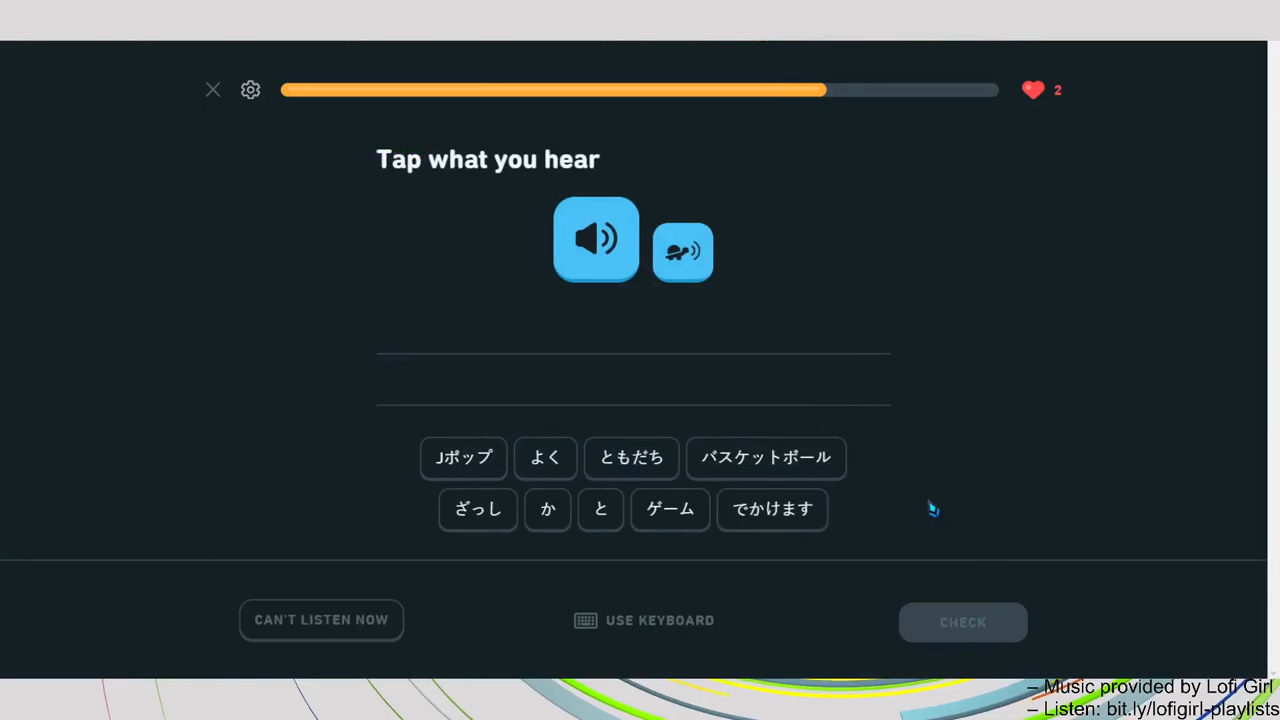 2
Tap what you hear
Jポップ よく ともだち バスケットボール
ざっし か と ゲーム でかけます
CAN'T LISTEN NOW USE KEYBOARD CHECK
– Music provided by Lofi Girl
– Listen: bit.ly/lofigirl-playlists